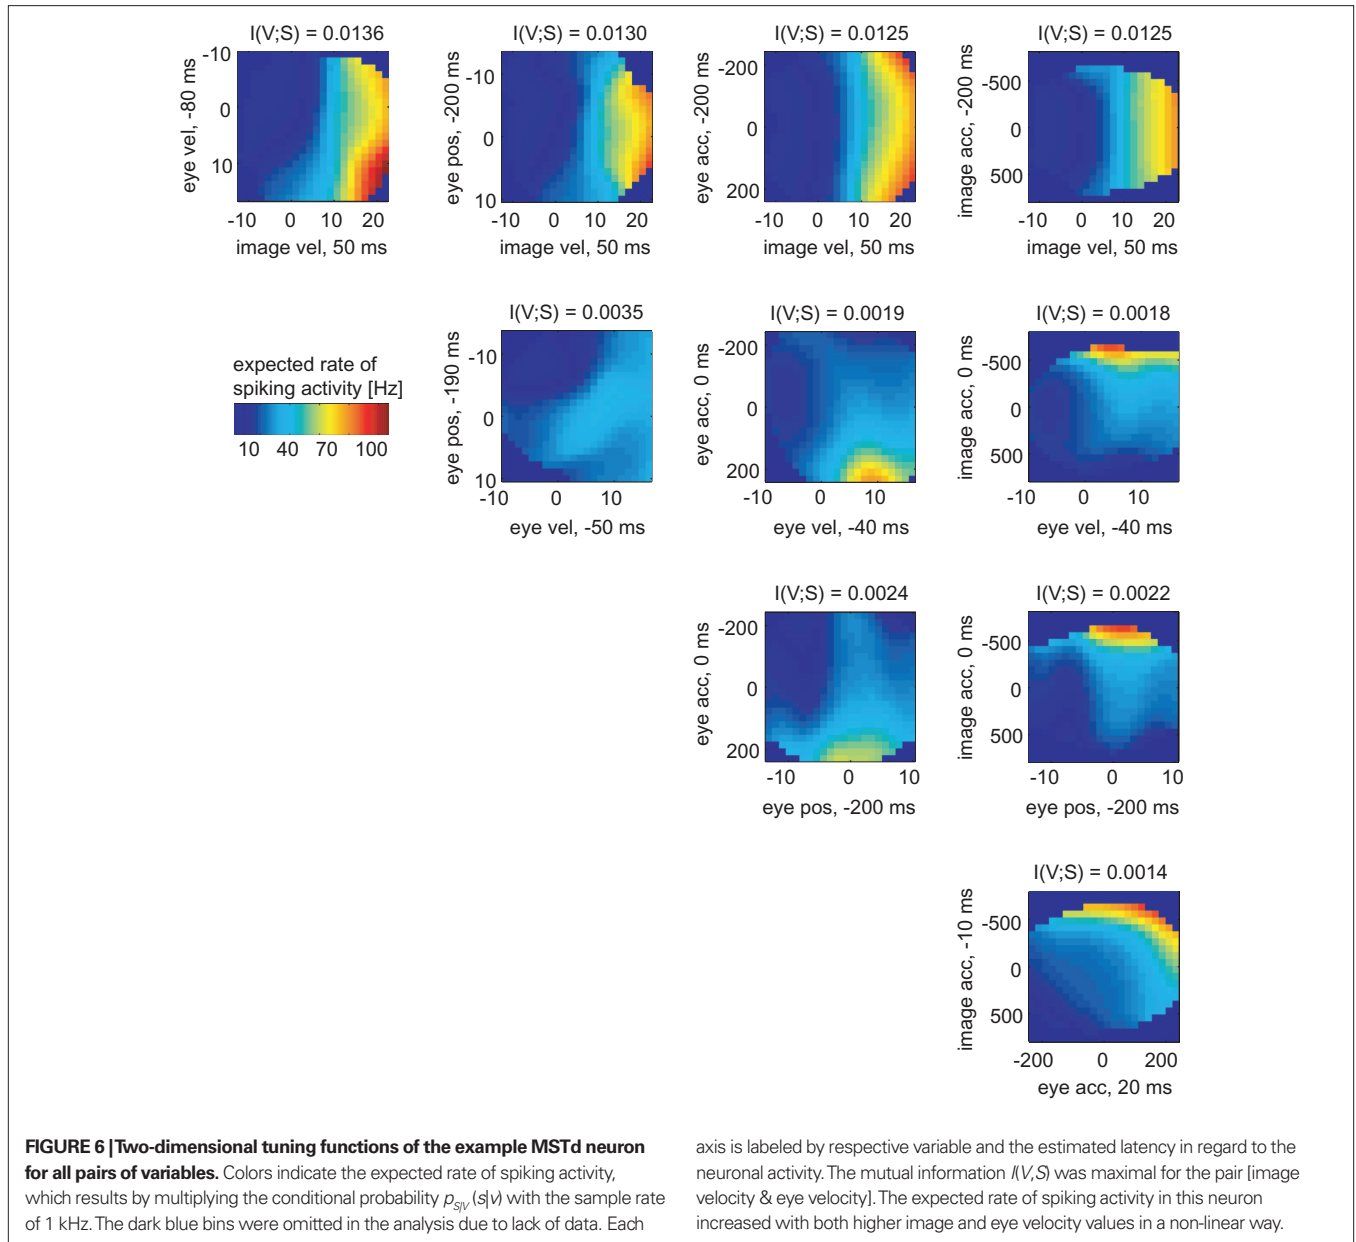 I(V;S) = 0.0136
-10
0
10
eye vel, -80 ms
-10 0 10 20
image vel, 50 ms
I(V;S) = 0.0130
-10
0
10
eye pos, -200 ms
-10 0 10 20
image vel, 50 ms
I(V;S) = 0.0125
-200
0
200
eye acc, -200 ms
-10 0 10 20
image vel, 50 ms
I(V;S) = 0.0125
-500
0
500
image acc, -200 ms
-10 0 10 20
image vel, 50 ms
expected rate of
spiking activity [Hz]
10 40 70 100
I(V;S) = 0.0035
-10
0
10
eye pos, -190 ms
-10 0 10
eye vel, -50 ms
I(V;S) = 0.0019
-200
0
200
eye acc, 0 ms
-10 0 10
eye vel, -40 ms
I(V;S) = 0.0018
-500
0
500
image acc, 0 ms
-10 0 10
eye vel, -40 ms
I(V;S) = 0.0024
-200
0
200
eye acc, 0 ms
-10 0 10
eye pos, -200 ms
I(V;S) = 0.0022
-500
0
500
image acc, 0 ms
-10 0 10
eye pos, -200 ms
I(V;S) = 0.0014
-500
0
500
image acc, -10 ms
-200 0 200
eye acc, 20 ms
FIGURE 6 | Two-dimensional tuning functions of the example MSTd neuron
for all pairs of variables. Colors indicate the expected rate of spiking activity,
which results by multiplying the conditional probability p_{S|V}(s|v) with the sample rate
of 1 kHz. The dark blue bins were omitted in the analysis due to lack of data. Each
axis is labeled by respective variable and the estimated latency in regard to the
neuronal activity. The mutual information I(V,S) was maximal for the pair [image
velocity & eye velocity]. The expected rate of spiking activity in this neuron
increased with both higher image and eye velocity values in a non-linear way.